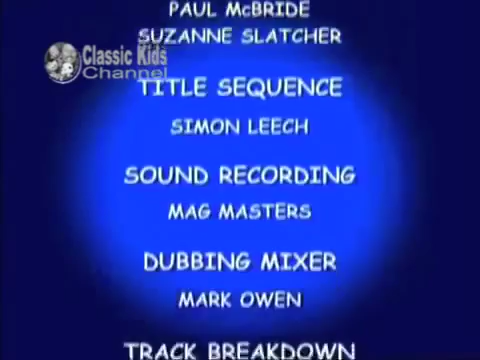 PAUL McBRIDE
SUZANNE SLATCHER
Classic Kids
Channel
TITLE SEQUENCE
SIMON LEECH
SOUND RECORDING
MAG MASTERS
DUBBING MIXER
MARK OWEN
TRACK BREAKDOWN